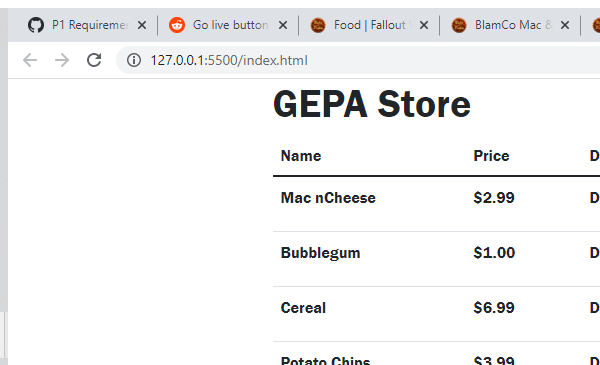 P1 Requiremen Go live button Food | Fallout BlamCo Mac &
127.0.0.1:5500/index.html
GEPA Store
Name Price D
Mac nCheese $2.99 D
Bubblegum $1.00 D
Cereal $6.99 D
Potato Chips $3.99 D